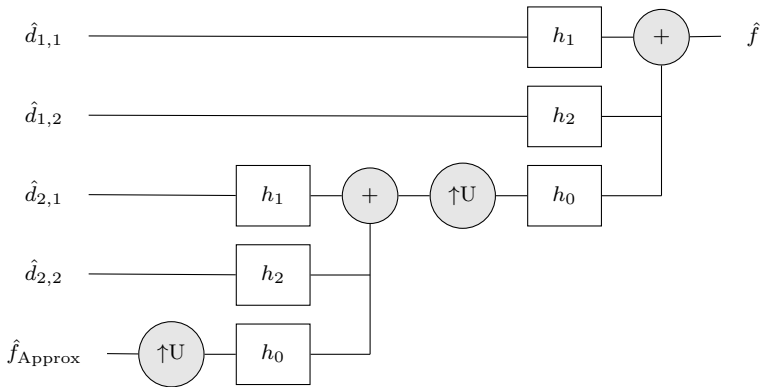 d̂₁,₁ h₁ + f̂
d̂₁,₂ h₂
d̂₂,₁ h₁ + ↑U h₀
d̂₂,₂ h₂
f̂Approx ↑U h₀